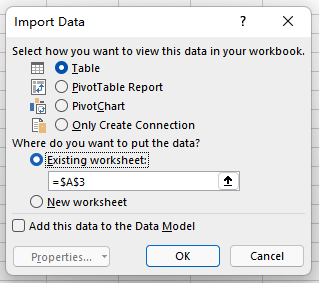 Import Data
?
Select how you want to view this data in your workbook.
Table
PivotTable Report
PivotChart
Only Create Connection
Where do you want to put the data?
Existing worksheet:
=$A$3
New worksheet
Add this data to the Data Model
Properties...
OK
Cancel